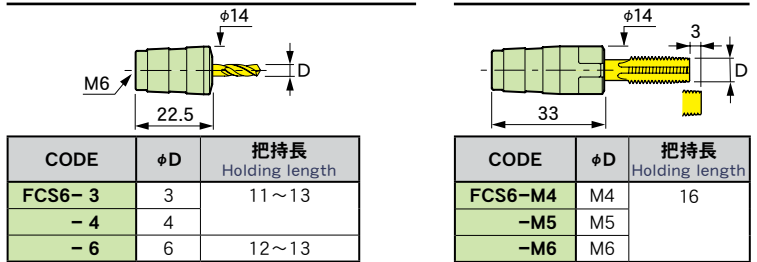 φ14
M6
D
22.5
CODE φD 把持長
Holding length
FCS6-3 3 11～13
-4 4
-6 6 12～13
φ14
3
D
33
CODE φD 把持長
Holding length
FCS6-M4 M4 16
-M5 M5
-M6 M6